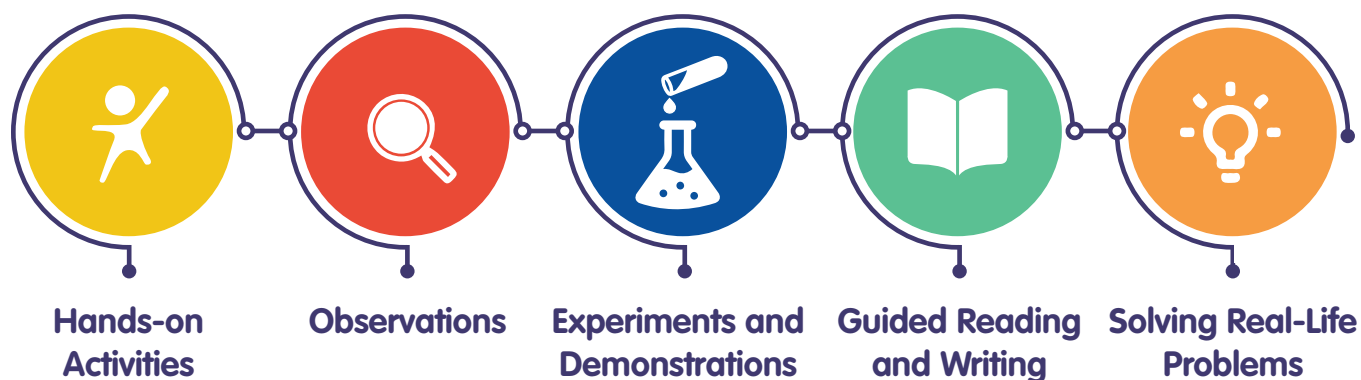 Hands-on
Activities
Observations
Experiments and
Demonstrations
Guided Reading
and Writing
Solving Real-Life
Problems